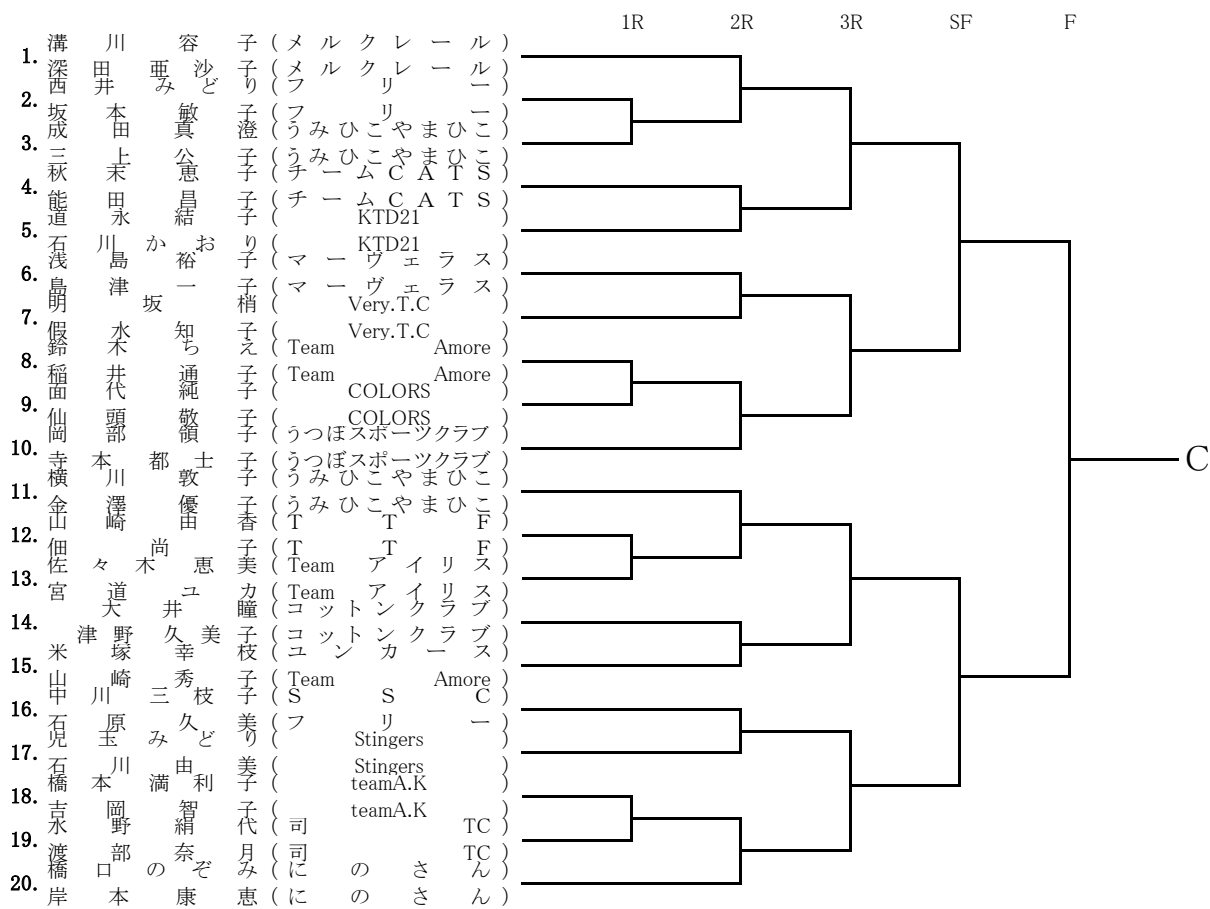 1R 2R 3R SF F
溝川容子(メルクレール)
1.
深田亜沙子(メルクレール)
西井みどり(フリー)
2.
坂本敏子(フリー)
成田真澄(うみひこやまひこ)
3.
三上公子(うみひこやまひこ)
秋末恵子(チームCATS)
4.
能田昌子(チームCATS)
道永結子(KTD21)
5.
石川かおり(KTD21)
浅島裕子(マーヴェラス)
6.
島津一子(マーヴェラス)
明坂梢(Very.T.C)
7.
假水知子(Very.T.C)
鈴木ちえ(Team Amore)
8.
稲井通子(Team Amore)
面代純子(COLORS)
9.
仙頭敬子(COLORS)
岡部領子(うつぼスポーツクラブ)
10.
寺本都士子(うつぼスポーツクラブ)
横川敦子(うみひこやまひこ)
11.
金澤優子(うみひこやまひこ)
山崎由香(TTF)
12.
佃尚子(TTF)
佐々木恵美(Team アイリス)
13.
宮道ユカ(Team アイリス)
大井瞳(コットンクラブ)
14.
津野久美子(コットンクラブ)
米塚幸枝(ユンカース)
15.
山崎秀子(Team Amore)
中川三枝子(SSC)
16.
石原久美(フリー)
児玉みどり(Stingers)
17.
石川由美(Stingers)
橋本満利子(teamA.K)
18.
吉岡智子(teamA.K)
水野絹代(司TC)
19.
渡部奈月(司TC)
橋口のぞみ(にのさん)
20.
岸本康恵(にのさん)
C